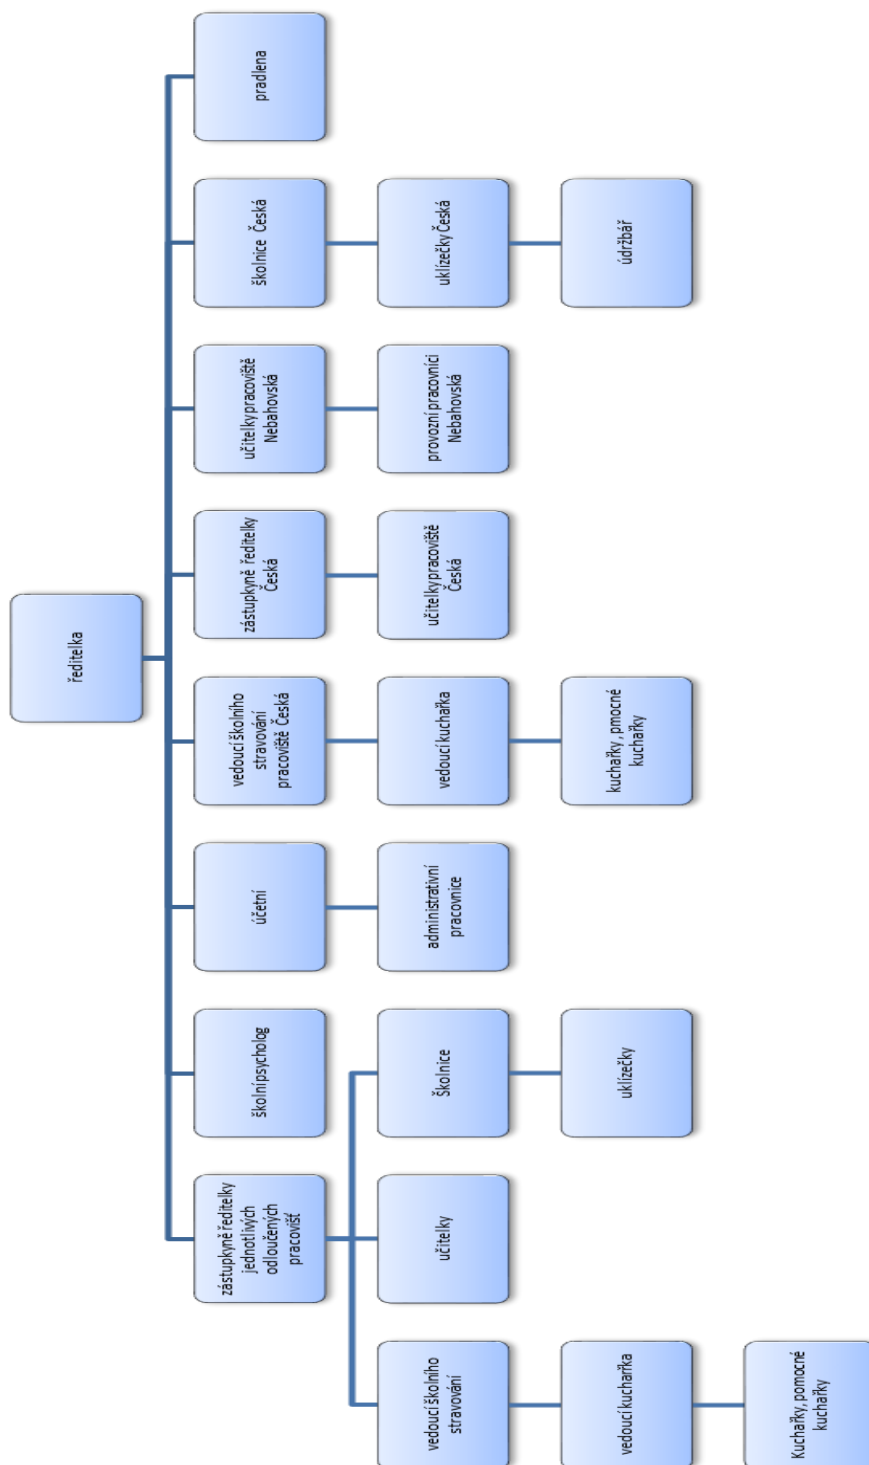 ředitelka
zástupkyně ředitelky
jednotlivých
odloučených
pracovišť
vedoucí školního
stravování
vedoucí kuchařka
Kuchařky, pomocné
kuchařky
učitelky
Školnice
uklízečky
školní psycholog
účetní
administrativní
pracovnice
vedoucí školního
stravování
pracoviště Česká
vedoucí kuchařka
kuchařky, pmocné
kuchařky
zástupkyně ředitelky
Česká
učitelky pracoviště
Česká
učitelky pracoviště
Nebahovská
provozní pracovníci
Nebahovská
školnice Česká
uklízečky Česká
údržbář
pradlena